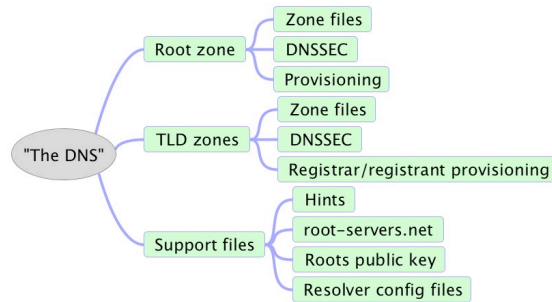 "The DNS"
Root zone
Zone files
DNSSEC
Provisioning
TLD zones
Zone files
DNSSEC
Registrar/registrant provisioning
Support files
Hints
root-servers.net
Roots public key
Resolver config files